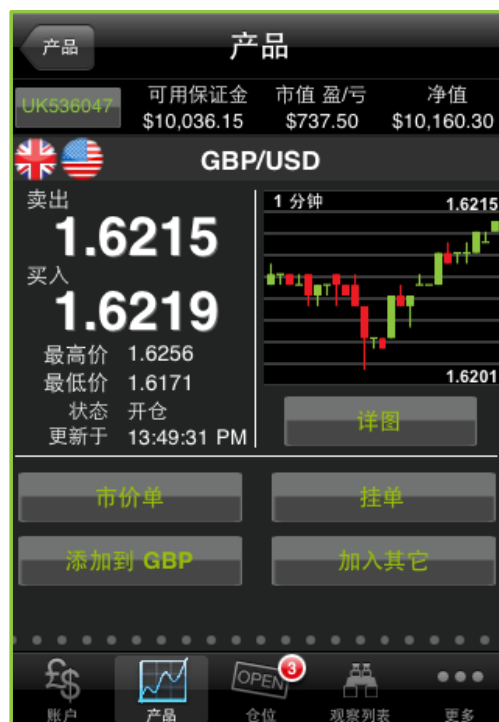 产品
产品
UK536047
可用保证金
市值 盈/亏
净值
$10,036.15
$737.50
$10,160.30
GBP/USD
卖出
1.6215
买入
1.6219
最高价 1.6256
最低价 1.6171
状态 开仓
更新于 13:49:31 PM
1 分钟
1.6215
1.6201
详图
市价单
挂单
添加到 GBP
加入其它
OPEN
3
账户
产品
仓位
观察列表
更多